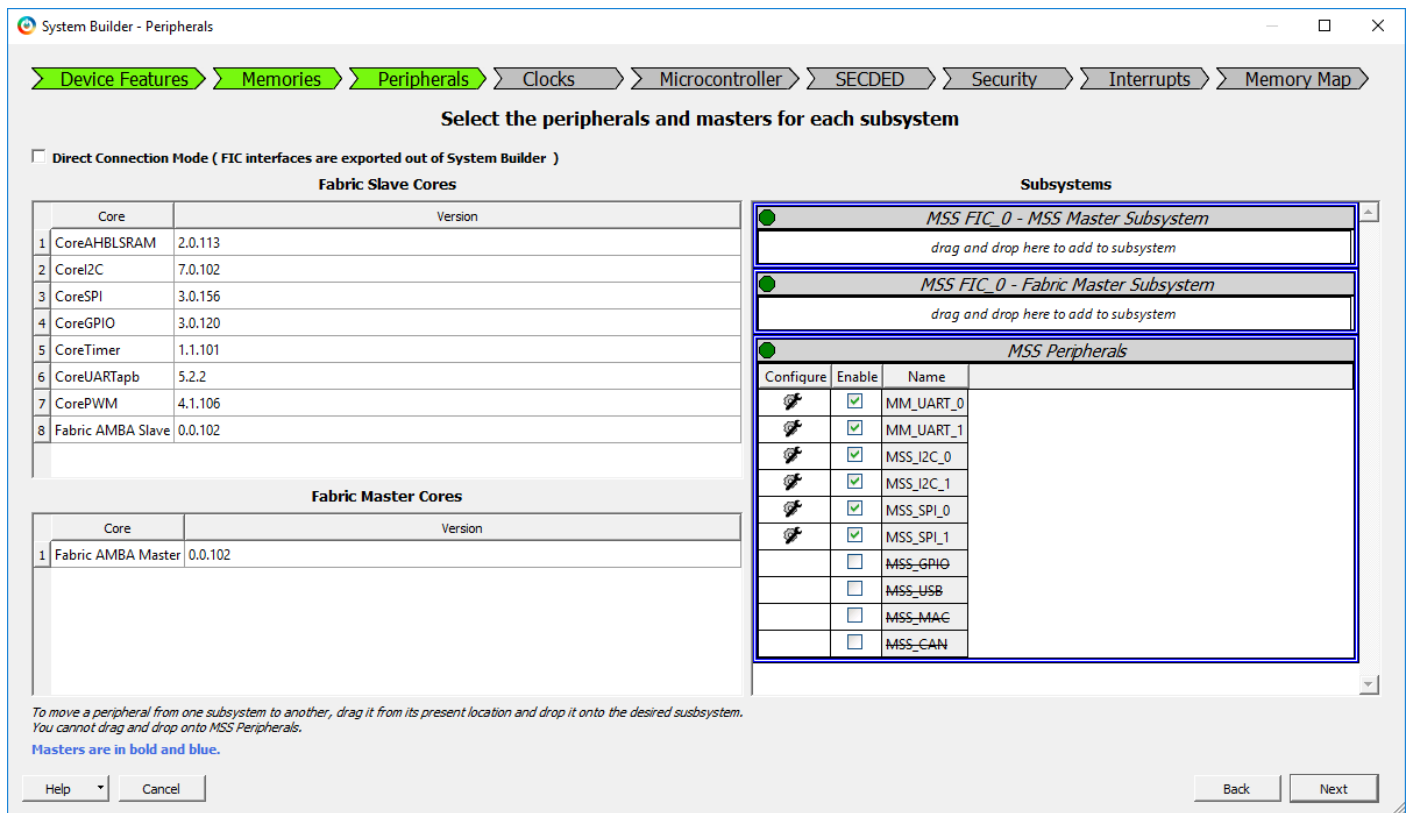 System Builder - Peripherals
Device Features Memories Peripherals Clocks Microcontroller SECDED Security Interrupts Memory Map
Select the peripherals and masters for each subsystem
Direct Connection Mode ( FIC interfaces are exported out of System Builder )
Fabric Slave Cores
Core Version
1 CoreAHBLSRAM 2.0.113
2 CoreI2C 7.0.102
3 CoreSPI 3.0.156
4 CoreGPIO 3.0.120
5 CoreTimer 1.1.101
6 CoreUARTapb 5.2.2
7 CorePWM 4.1.106
8 Fabric AMBA Slave 0.0.102
Fabric Master Cores
Core Version
1 Fabric AMBA Master 0.0.102
Subsystems
MSS FIC_0 - MSS Master Subsystem
drag and drop here to add to subsystem
MSS FIC_0 - Fabric Master Subsystem
drag and drop here to add to subsystem
MSS Peripherals
Configure Enable Name
MM_UART_0
MM_UART_1
MSS_I2C_0
MSS_I2C_1
MSS_SPI_0
MSS_SPI_1
MSS_GPIO
MSS_USB
MSS_MAC
MSS_CAN
To move a peripheral from one subsystem to another, drag it from its present location and drop it onto the desired susbsystem.
You cannot drag and drop onto MSS Peripherals.
Masters are in bold and blue.
Help Cancel Back Next